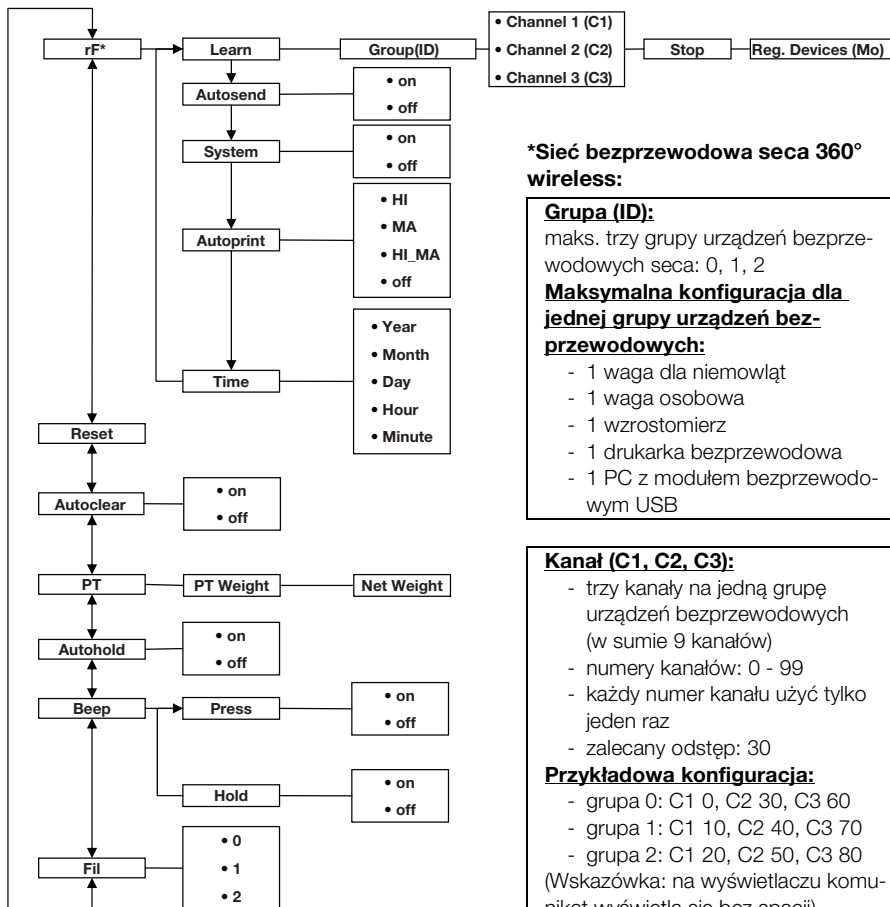 rF*
Learn
Group(ID)
• Channel 1 (C1)
• Channel 2 (C2)
• Channel 3 (C3)
Stop
Reg. Devices (Mo)
Autosend
• on
• off
System
• on
• off
Autoprint
• HI
• MA
• HI_MA
• off
Time
• Year
• Month
• Day
• Hour
• Minute
Reset
Autoclear
• on
• off
PT
PT Weight
Net Weight
Autohold
• on
• off
Beep
Press
• on
• off
Hold
• on
• off
Fil
• 0
• 1
• 2
*Sieć bezprzewodowa seca 360°
wireless:
Grupa (ID):
maks. trzy grupy urządzeń bezprze-
wodowych seca: 0, 1, 2
Maksymalna konfiguracja dla
jednej grupy urządzeń bez-
przewodowych:
- 1 waga dla niemowląt
- 1 waga osobowa
- 1 wzrostomierz
- 1 drukarka bezprzewodowa
- 1 PC z modułem bezprzewodo-
wym USB
Kanał (C1, C2, C3):
- trzy kanały na jedną grupę
urządzeń bezprzewodowych
(w sumie 9 kanałów)
- numery kanałów: 0 - 99
- każdy numer kanału użyć tylko
jeden raz
- zalecany odstęp: 30
Przykładowa konfiguracja:
- grupa 0: C1 0, C2 30, C3 60
- grupa 1: C1 10, C2 40, C3 70
- grupa 2: C1 20, C2 50, C3 80
(Wskazówka: na wyświetlaczu komu-
nikat wyświetla się bez spacji)